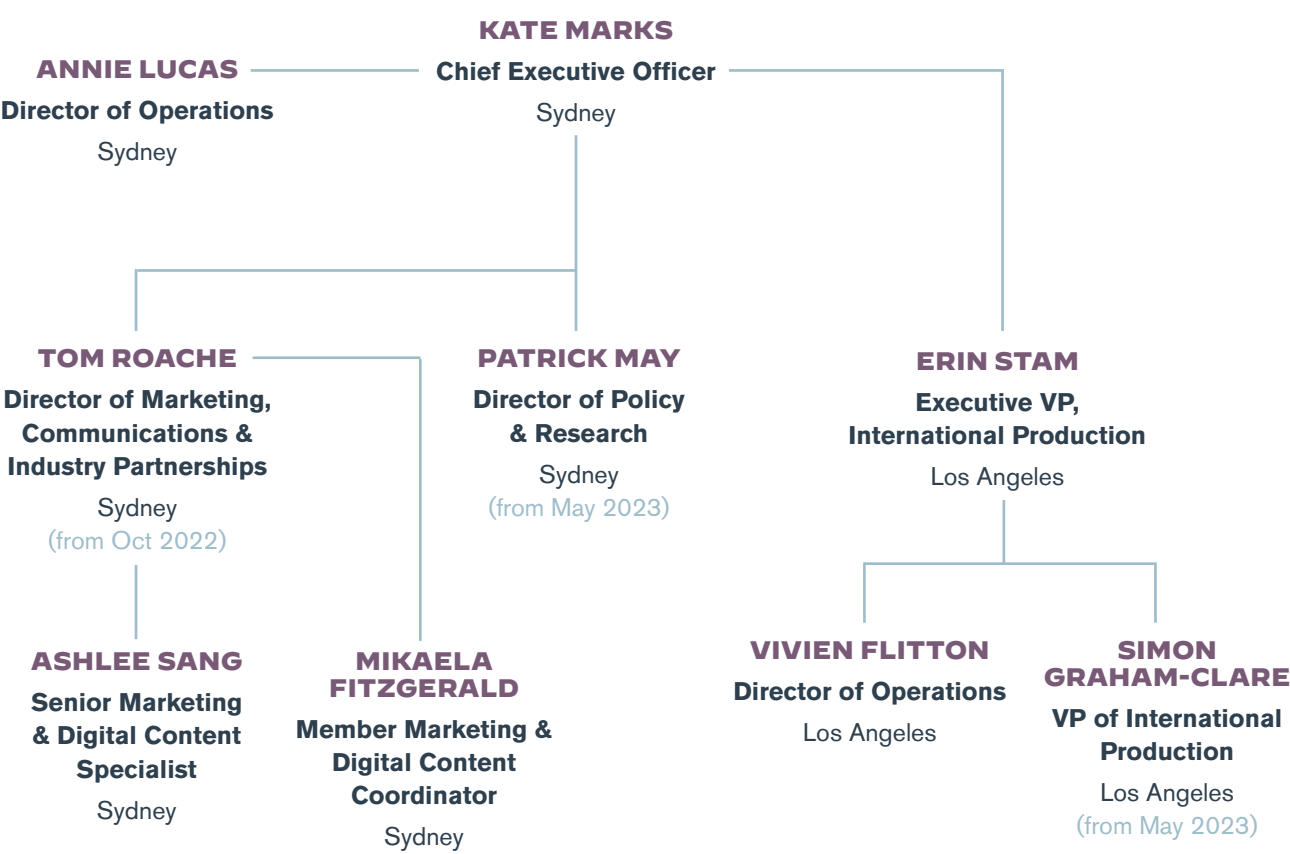 KATE MARKS
Chief Executive Officer
Sydney
ANNIE LUCAS
Director of Operations
Sydney
TOM ROACHE
Director of Marketing,
Communications &
Industry Partnerships
Sydney
(from Oct 2022)
PATRICK MAY
Director of Policy
& Research
Sydney
(from May 2023)
ERIN STAM
Executive VP,
International Production
Los Angeles
ASHLEE SANG
Senior Marketing
& Digital Content
Specialist
Sydney
MIKAELA
FITZGERALD
Member Marketing &
Digital Content
Coordinator
Sydney
VIVIEN FLITTON
Director of Operations
Los Angeles
SIMON
GRAHAM-CLARE
VP of International
Production
Los Angeles
(from May 2023)